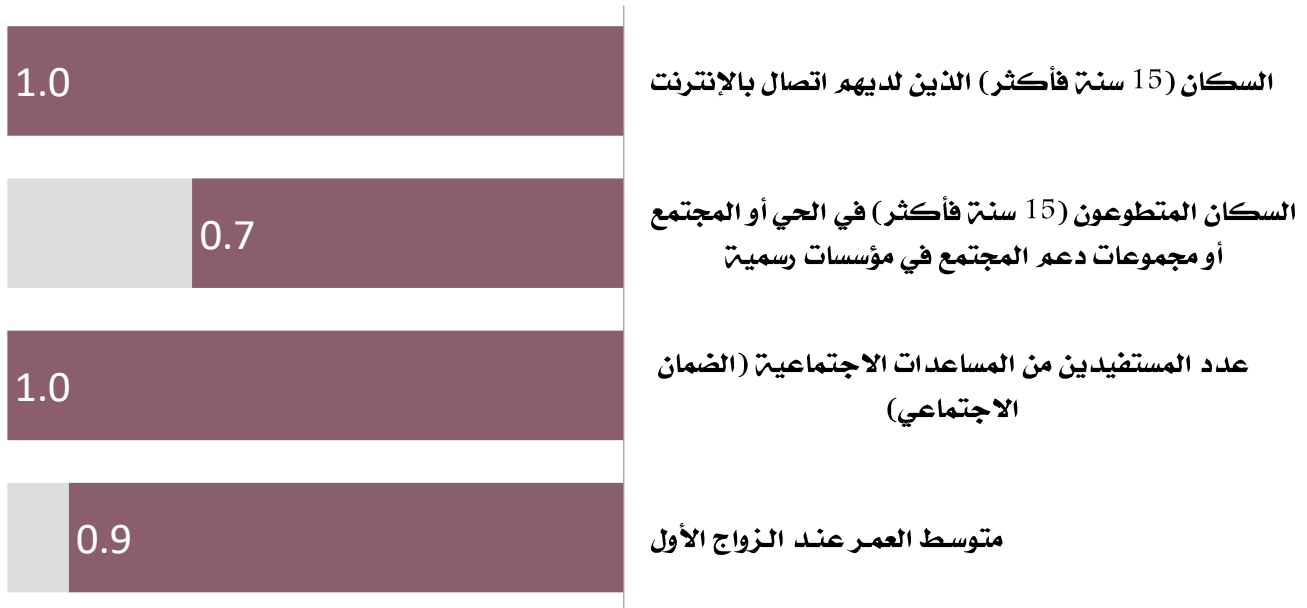 السكان (15 سنة فأكثر) الذين لديهم اتصال بالإنترنت
1.0
السكان المتطوعون (15 سنة فأكثر) في الحي أو المجتمع
أو مجموعات دعم المجتمع في مؤسسات رسمية
0.7
عدد المستفيدين من المساعدات الاجتماعية (الضمان
الاجتماعي)
1.0
متوسط العمر عند الزواج الأول
0.9